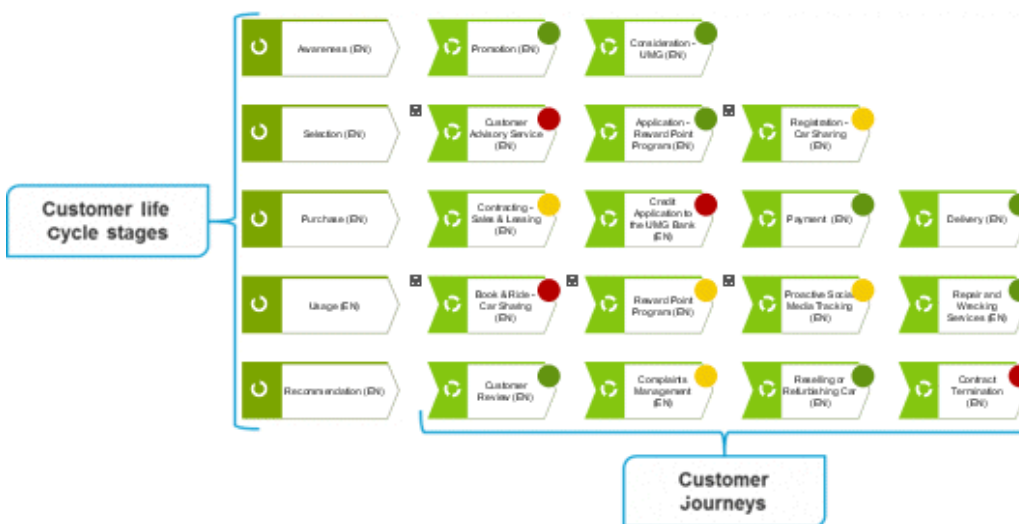 Awareness (EN)
Promotion (EN)
Consideration -
UMG (EN)
Selection (EN)
Customer
Advisory Service
(EN)
Application -
Reward Point
Program (EN)
Registration -
Car Sharing
(EN)
Customer life
Cycle stages
Purchase (EN)
Contracting -
Sales & Leasing
(EN)
Credit
Application to
the UMG Bank
(EN)
Payment (EN)
Delivery (EN)
Usage (EN)
Book & Ride -
Car Sharing
(EN)
Reward Point
Program (EN)
Proactive Social
Media Tracking
(EN)
Repair and
Wrecking
Services (EN)
Recommendation (EN)
Customer
Review (EN)
Complaints
Management
(EN)
Reselling or
Refurbishing Car
(EN)
Contract
Termination
(EN)
Customer
Journeys